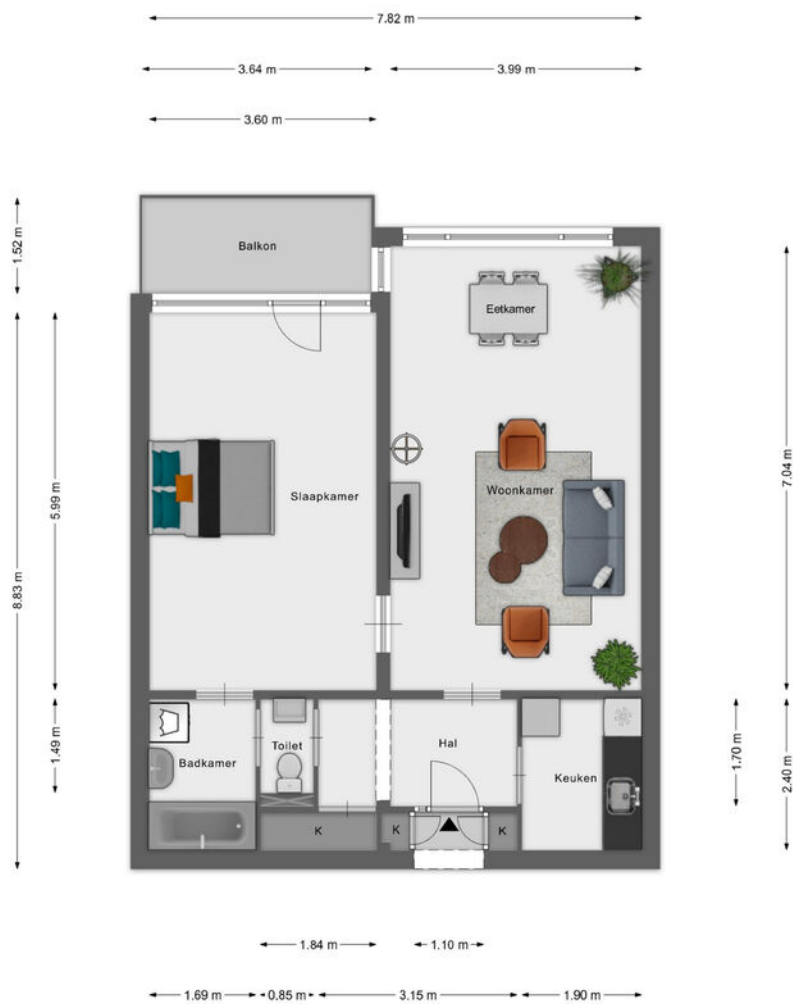 7.82 m
3.64 m
3.99 m
3.60 m
1.52 m
Balkon
Eetkamer
7.04 m
5.99 m
8.83 m
Slaapkamer
Woonkamer
1.49 m
Badkamer
Toilet
Hal
Keuken
1.70 m
2.40 m
K
K
K
1.84 m
1.10 m
1.69 m
0.85 m
3.15 m
1.90 m